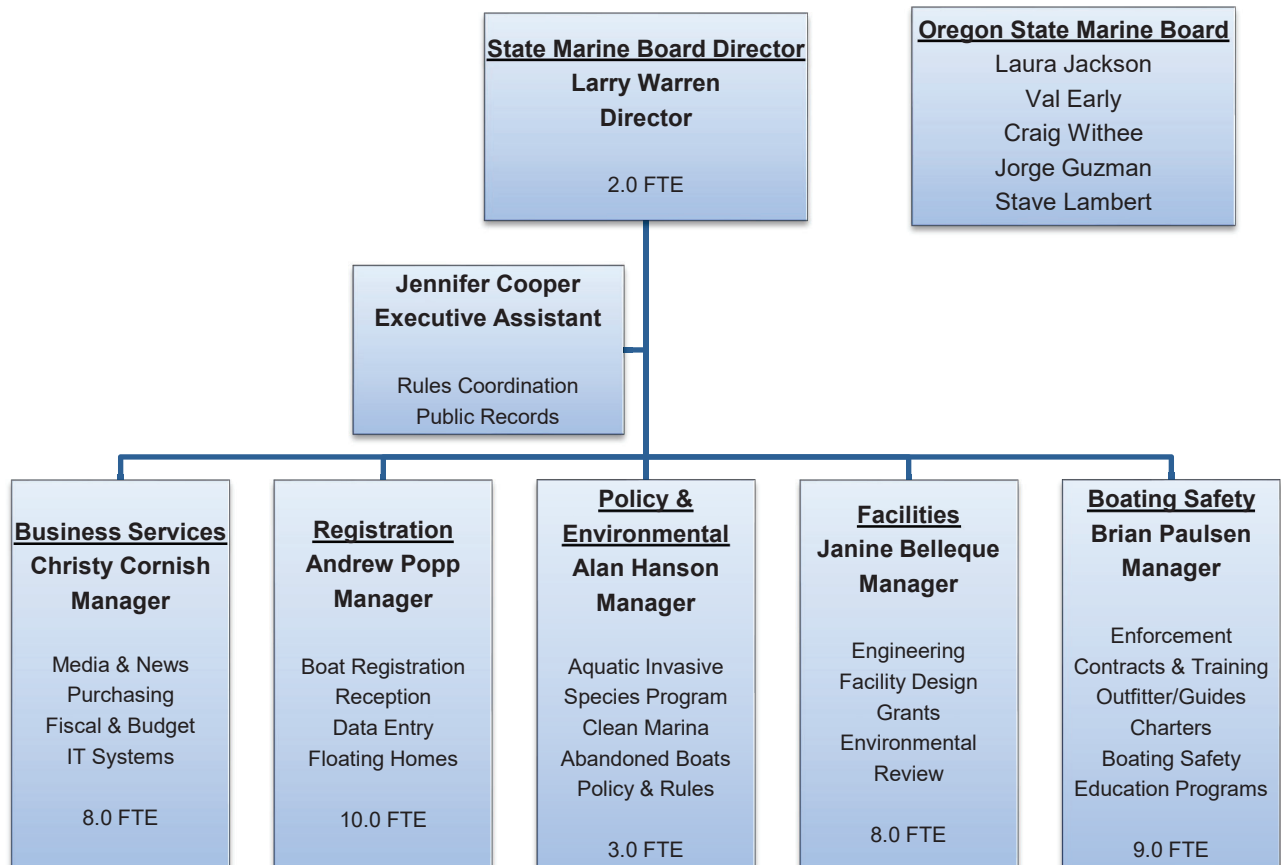 State Marine Board Director
Larry Warren
Director
2.0 FTE
Oregon State Marine Board
Laura Jackson
Val Early
Craig Withee
Jorge Guzman
Stave Lambert
Jennifer Cooper
Executive Assistant
Rules Coordination
Public Records
Business Services
Christy Cornish
Manager
Media & News
Purchasing
Fiscal & Budget
IT Systems
8.0 FTE
Registration
Andrew Popp
Manager
Boat Registration
Reception
Data Entry
Floating Homes
10.0 FTE
Policy &
Environmental
Alan Hanson
Manager
Aquatic Invasive
Species Program
Clean Marina
Abandoned Boats
Policy & Rules
3.0 FTE
Facilities
Janine Belleque
Manager
Engineering
Facility Design
Grants
Environmental
Review
8.0 FTE
Boating Safety
Brian Paulsen
Manager
Enforcement
Contracts & Training
Outfitter/Guides
Charters
Boating Safety
Education Programs
9.0 FTE